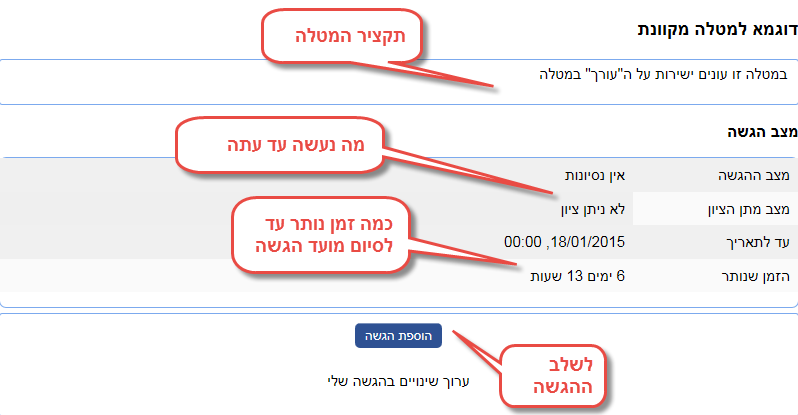 דוגמא למטלה מקוונת
תקציר המטלה
במטלה זו עונים ישירות על ה"עורך" במטלה
מצב הגשה
מה נעשה עד עתה
מצב ההגשה אין נסיונות
מצב מתן הציון לא ניתן ציון
כמה זמן נותר עד
לסיום מועד הגשה
עד לתאריך 18/01/2015, 00:00
הזמן שנותר 6 ימים 13 שעות
הוספת הגשה
לשלב
ההגשה
ערוך שינויים בהגשה שלי